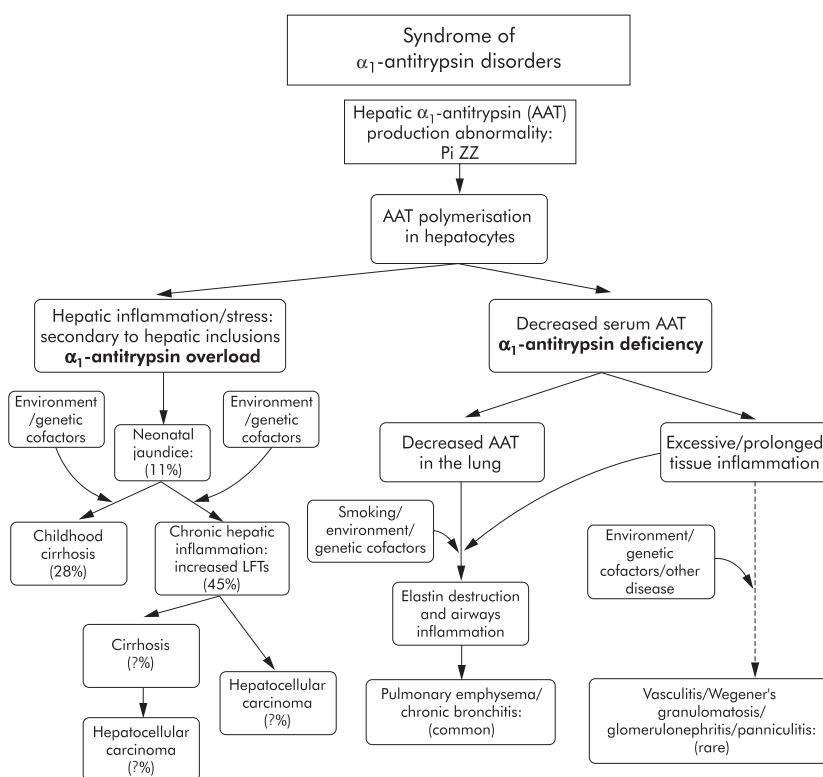 Syndrome of
α1-antitrypsin disorders
Hepatic α1-antitrypsin (AAT)
production abnormality:
Pi ZZ
AAT polymerisation
in hepatocytes
Hepatic inflammation/stress:
secondary to hepatic inclusions
α1-antitrypsin overload
Decreased serum AAT
α1-antitrypsin deficiency
Environment
/genetic
cofactors
Neonatal
jaundice:
(11%)
Environment
/genetic
cofactors
Decreased AAT
in the lung
Excessive/prolonged
tissue inflammation
Childhood
cirrhosis
(28%)
Chronic hepatic
inflammation:
increased LFTs
(45%)
Smoking/
environment/
genetic cofactors
Environment/
genetic
cofactors/other
disease
Elastin destruction
and airways
inflammation
Cirrhosis
(?%)
Hepatocellular
carcinoma
(?%)
Hepatocellular
carcinoma
(?%)
Pulmonary emphysema/
chronic bronchitis:
(common)
Vasculitis/Wegener's
granulomatosis/
glomerulonephritis/panniculitis:
(rare)